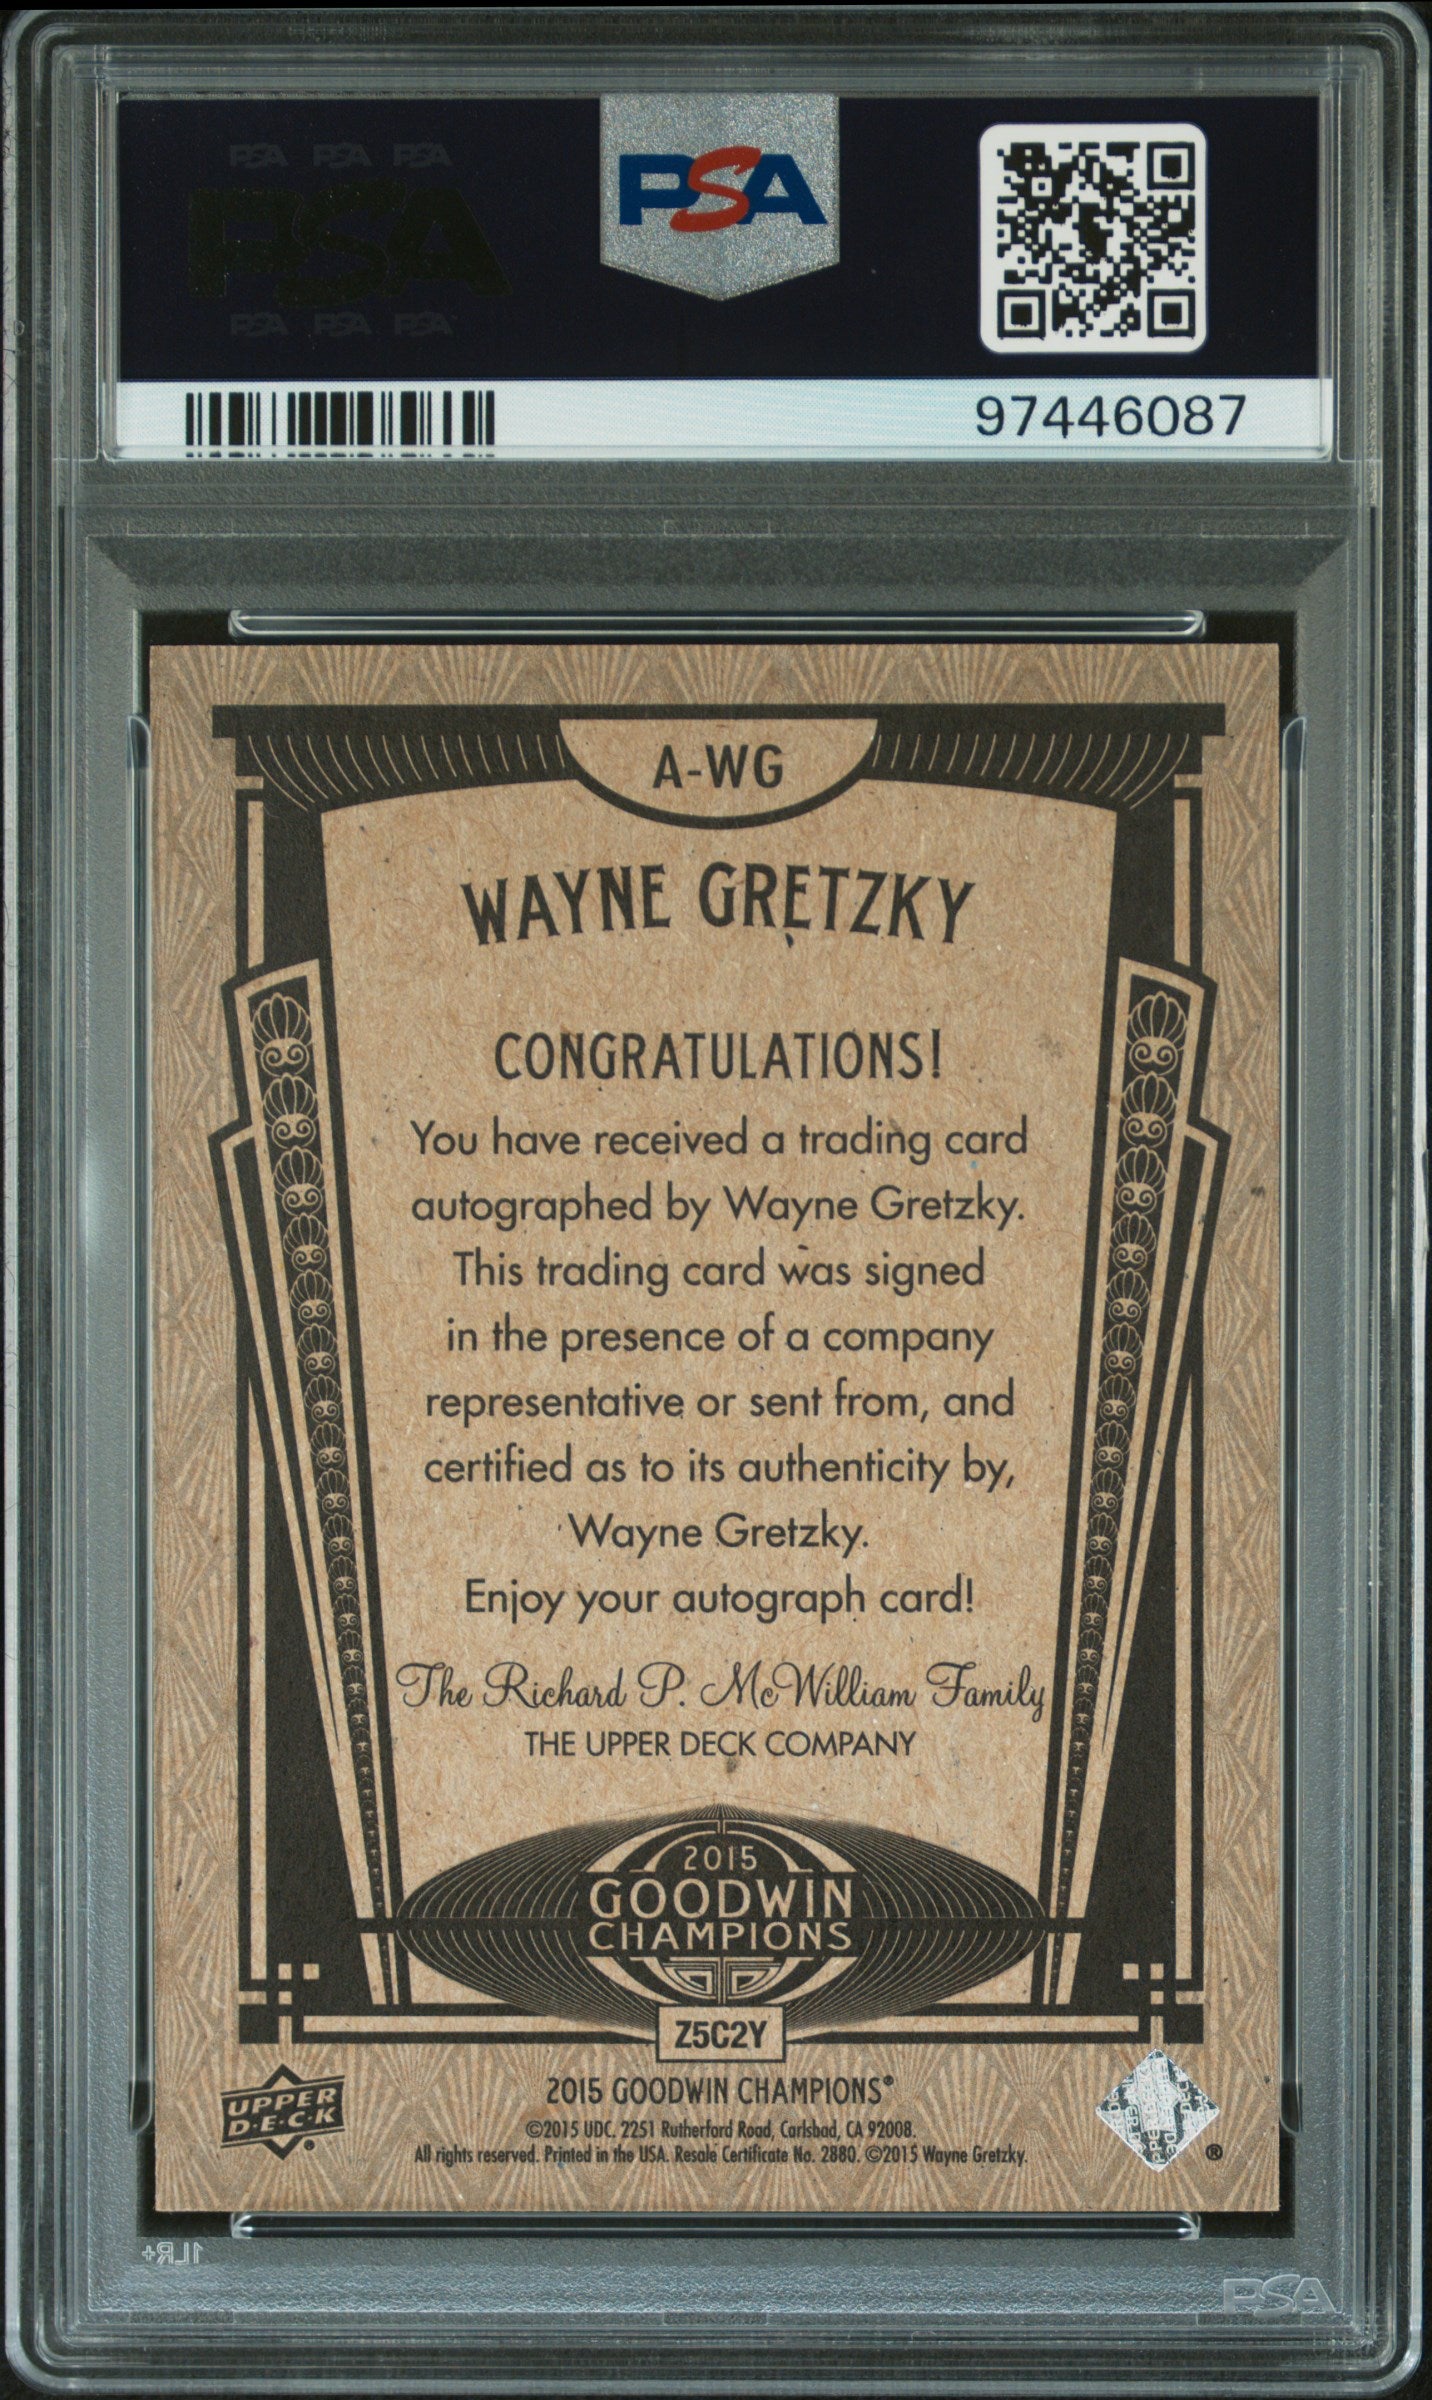 PSA PSA PSA
PSA
PSA PSA PSA
PSA
97446087
A-WG
WAYNE GRETZKY
CONGRATULATIONS!
You have received a trading card
autographed by Wayne Gretzky.
This trading card was signed
in the presence of a company
representative or sent from, and
certified as to its authenticity by,
Wayne Gretzky.
Enjoy your autograph card!
The Richard P. McWilliam Family
THE UPPER DECK COMPANY
2015
GOODWIN
CHAMPIONS
Z5C2Y
UPPER
D·E·C·K
®
2015 GOODWIN CHAMPIONS®
©2015 UDC. 2251 Rutherford Road, Carlsbad, CA 92008.
All rights reserved. Printed in the USA. Resale Certificate No. 2880. ©2015 Wayne Gretzky.
®
1LR+
PSA